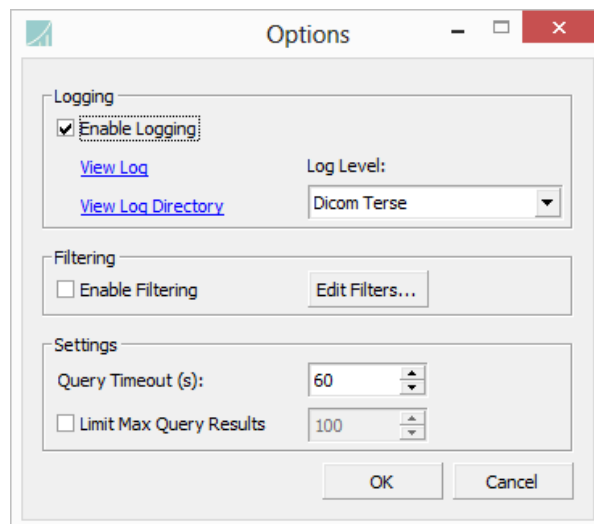 Options
Logging
Enable Logging
View Log
Log Level:
View Log Directory
Dicom Terse
Filtering
Enable Filtering
Edit Filters...
Settings
Query Timeout (s):
60
Limit Max Query Results
100
OK
Cancel